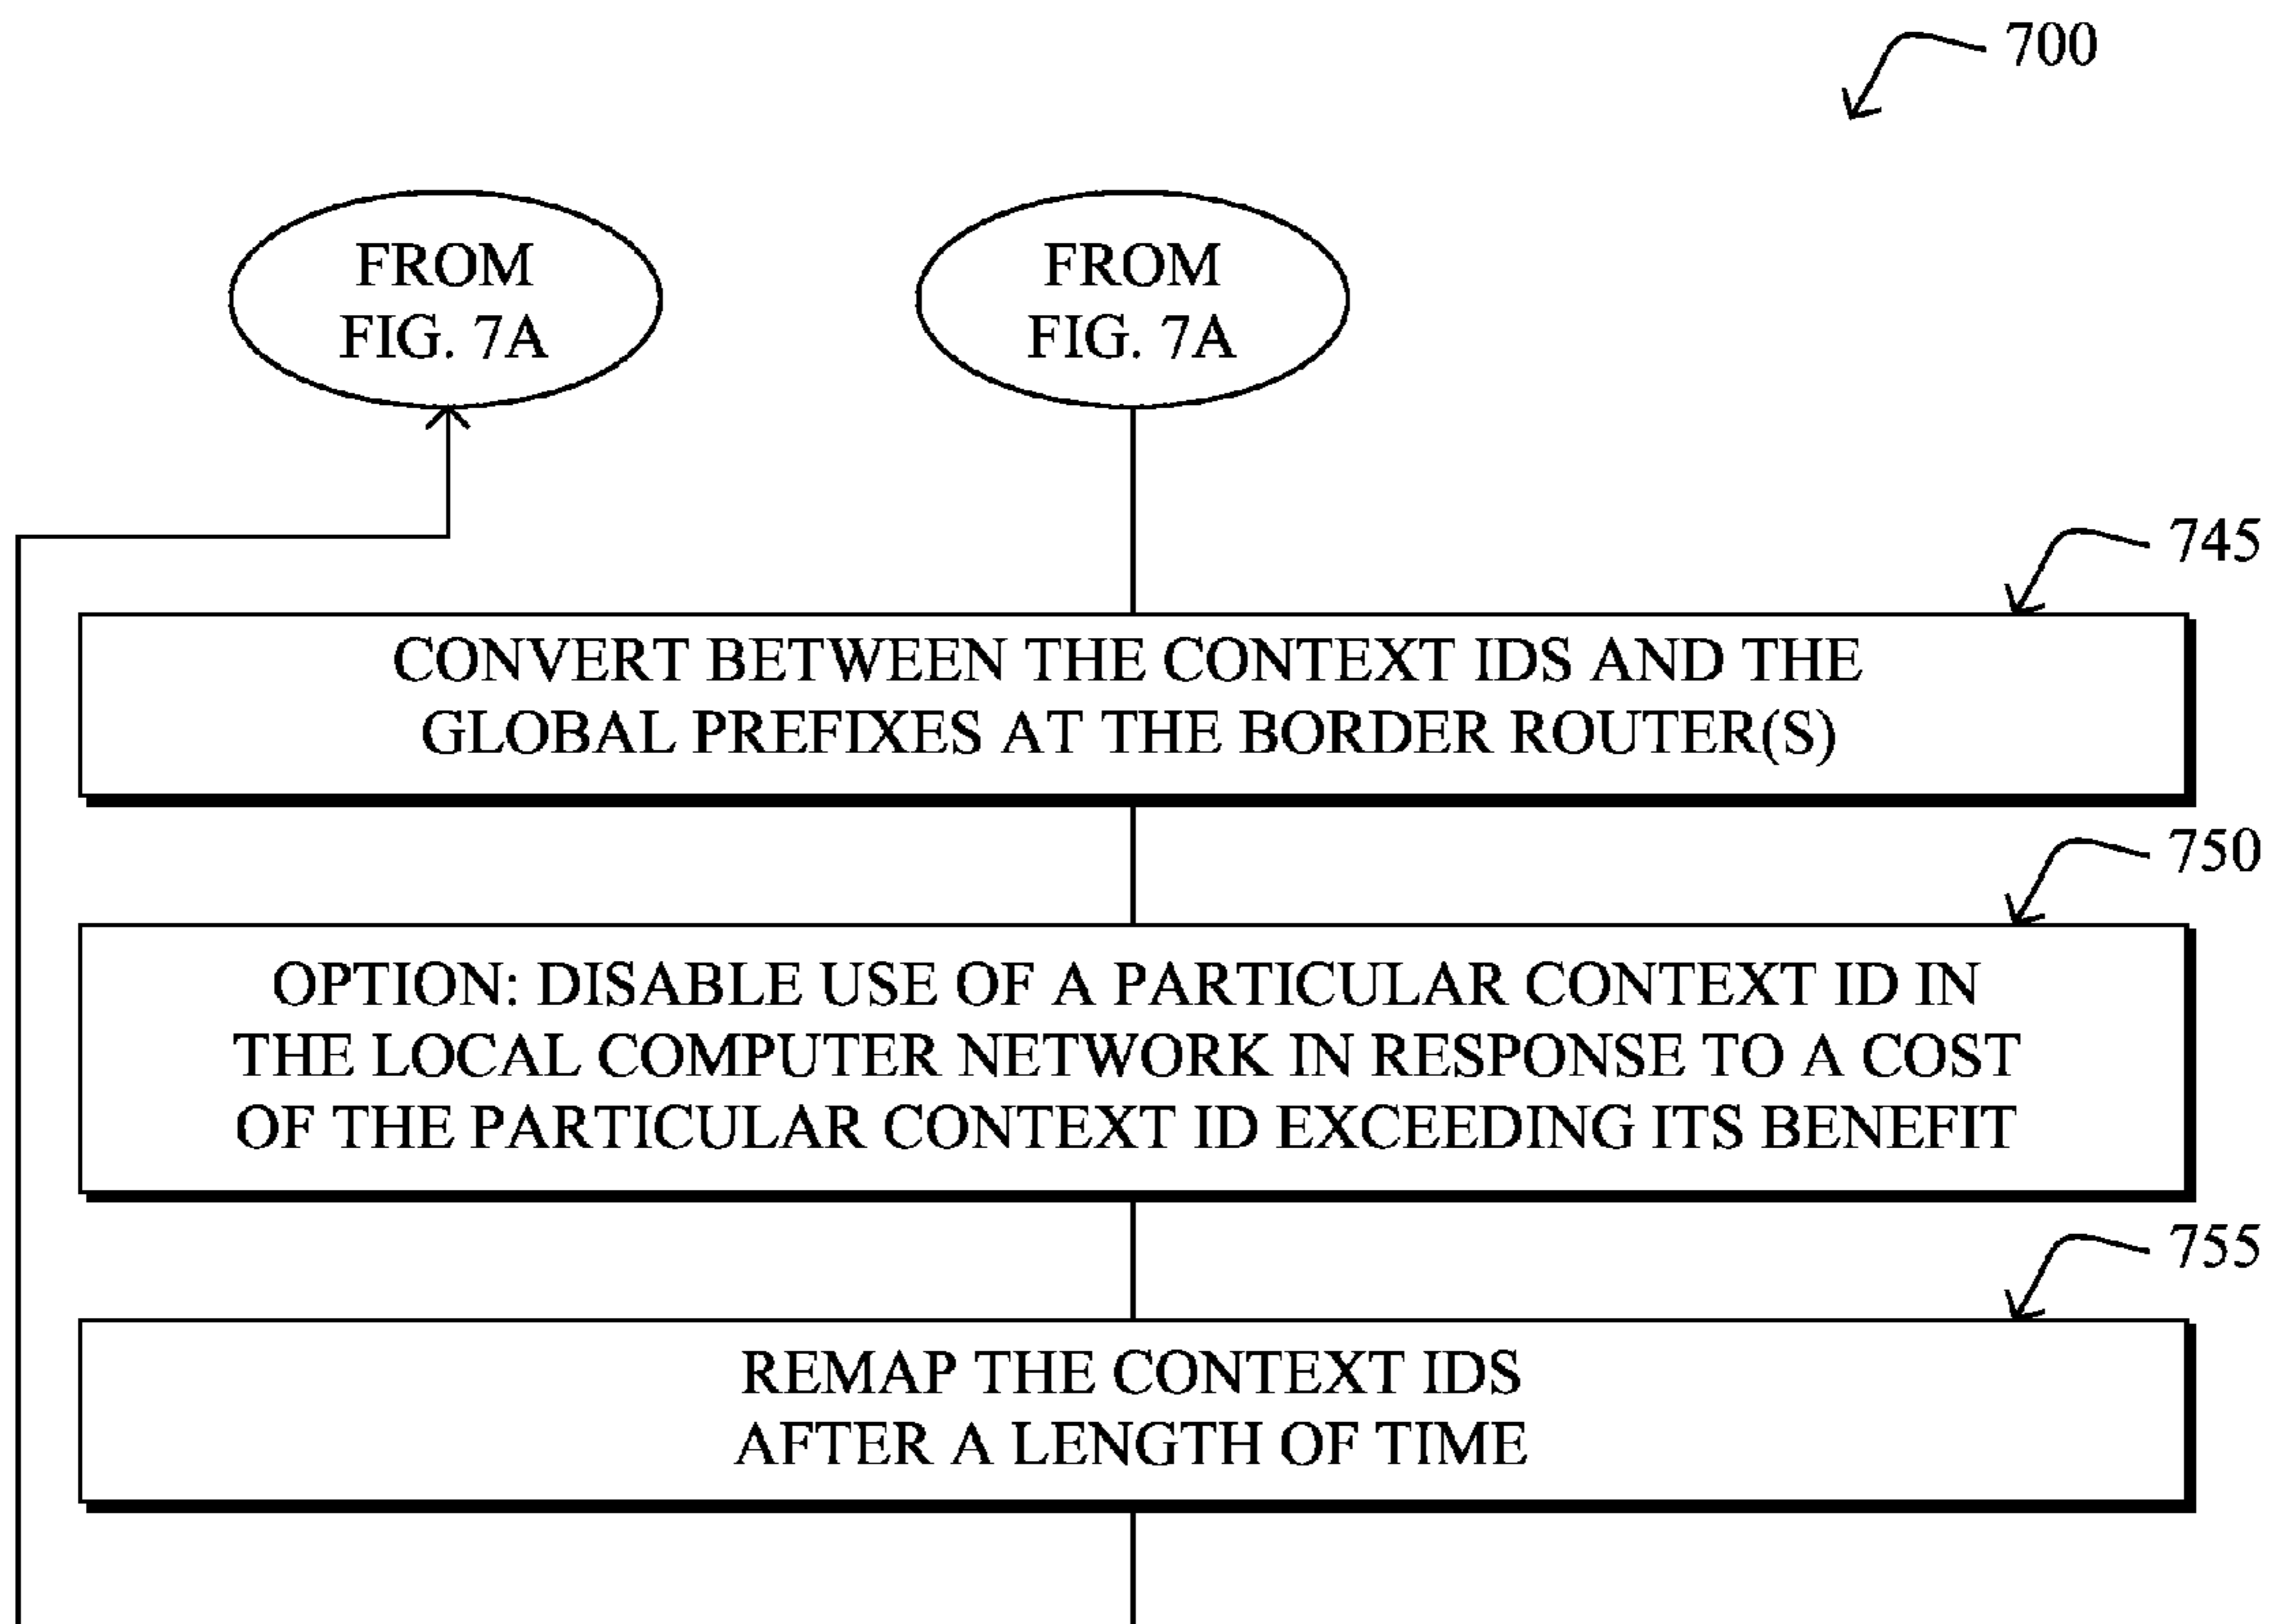 700
FROM
FIG. 7A
FROM
FIG. 7A
745
CONVERT BETWEEN THE CONTEXT IDS AND THE
GLOBAL PREFIXES AT THE BORDER ROUTER(S)
750
OPTION: DISABLE USE OF A PARTICULAR CONTEXT ID IN
THE LOCAL COMPUTER NETWORK IN RESPONSE TO A COST
OF THE PARTICULAR CONTEXT ID EXCEEDING ITS BENEFIT
755
REMAP THE CONTEXT IDS
AFTER A LENGTH OF TIME